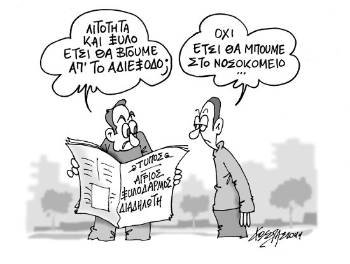 ΛΙΤΟΤΗΤΑ
ΚΑΙ ΞΥΛΟ
ΕΤΣΙ ΘΑ ΒΓΟΥΜΕ
ΑΠ' ΤΟ ΑΔΙΕΞΟΔΟ;
ΟΧΙ
ΕΤΣΙ ΘΑ ΜΠΟΥΜΕ
ΣΤΟ ΝΟΣΟΚΟΜΕΙΟ
...
ΤΥΠΟΣ
ΑΓΡΙΟΣ
ΞΥΛΟΔΑΡΜΟΣ
ΔΙΑΔΗΛΩΤΗ